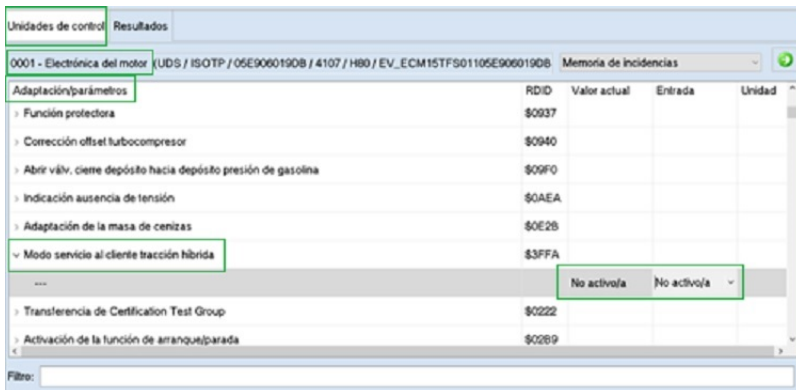 Unidades de control Resultados
0001 - Electrónica del motor (UDS / ISOTP / 05E906019DB / 4107 / H80 / EV_ECM15TFS01105E906019DB Memoria de incidencias
Adaptación/parámetros RDID Valor actual Entrada Unidad
Función protectora $0937
Corrección offset turbocompresor $0940
Abrir válv. cierre depósito hacia depósito presión de gasolina $09F0
Indicación ausencia de tensión $0AEA
Adaptación de la masa de cenizas $0E2B
Modo servicio al cliente tracción híbrida $3FFA
--- No activo/a No activo/a
Transferencia de Certification Test Group $0222
Activación de la función de arranque/parada $02B9
Filtro: